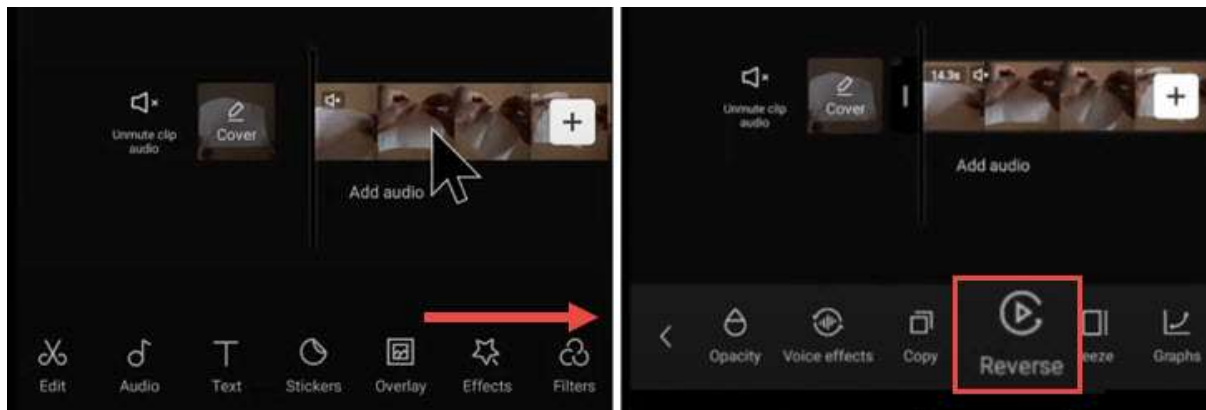 Unmute clip
audio
Cover
+
Add audio
Edit
Audio
Text
Stickers
Overlay
Effects
Filters
Unmute clip
audio
Cover
14.3s
+
Add audio
Opacity
Voice effects
Copy
Reverse
eeze
Graphs